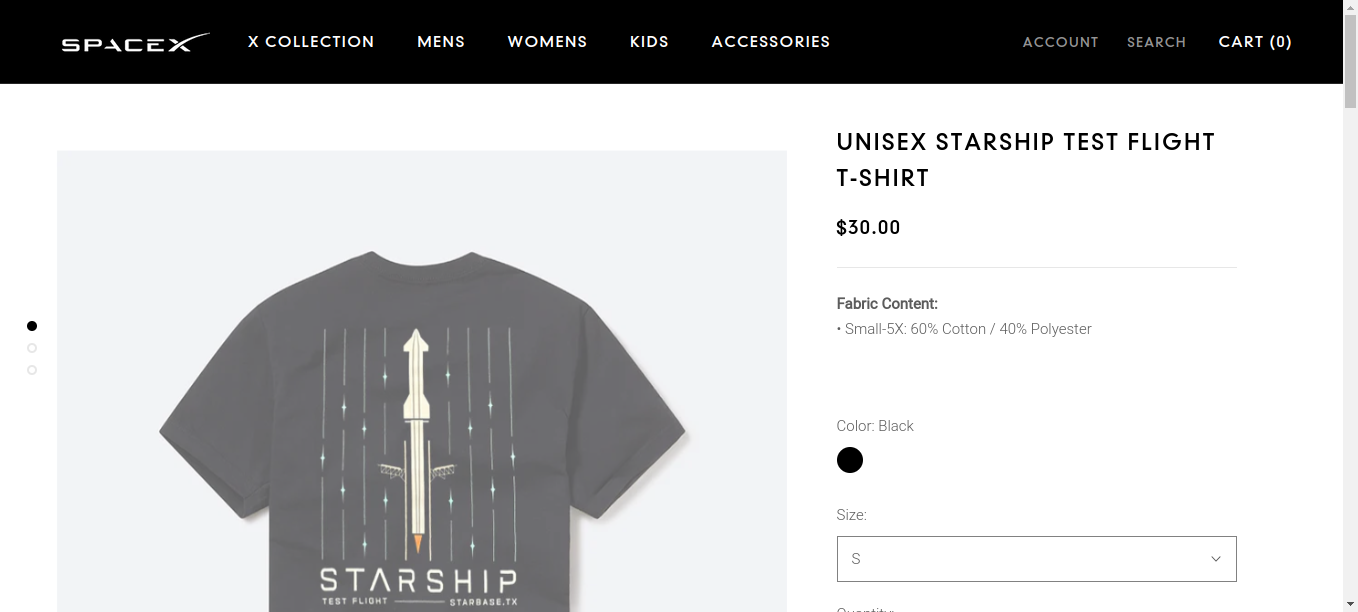 SPACEX
X COLLECTION
MENS
WOMENS
KIDS
ACCESSORIES
ACCOUNT
SEARCH
CART (0)
UNISEX STARSHIP TEST FLIGHT
T-SHIRT
$30.00
Fabric Content:
• Small-5X: 60% Cotton / 40% Polyester
Color: Black
Size:
S
Quantity:
STARSHIP
TEST FLIGHT
STARBASE.TX